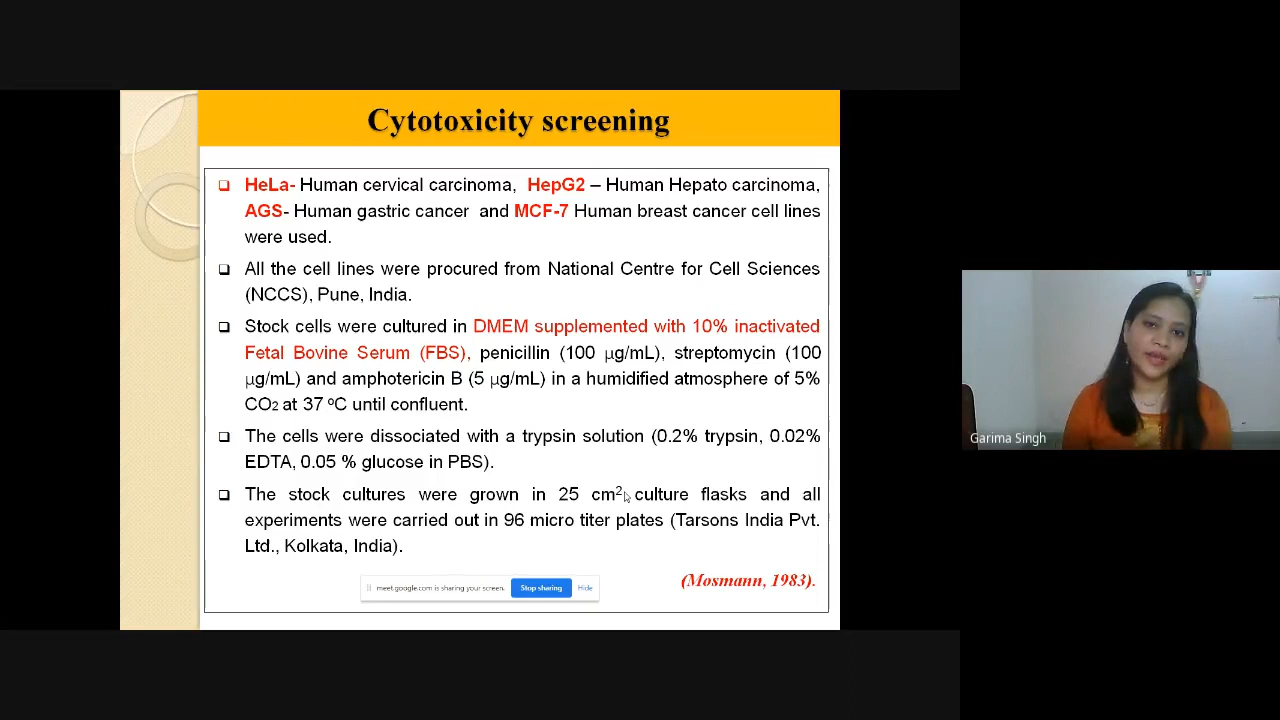 Cytotoxicity screening
HeLa- Human cervical carcinoma, HepG2 – Human Hepato carcinoma,
AGS- Human gastric cancer and MCF-7 Human breast cancer cell lines
were used.
All the cell lines were procured from National Centre for Cell Sciences
(NCCS), Pune, India.
Stock cells were cultured in DMEM supplemented with 10% inactivated
Fetal Bovine Serum (FBS), penicillin (100 µg/mL), streptomycin (100
µg/mL) and amphotericin B (5 µg/mL) in a humidified atmosphere of 5%
CO2 at 37 ºC until confluent.
The cells were dissociated with a trypsin solution (0.2% trypsin, 0.02%
EDTA, 0.05 % glucose in PBS).
The stock cultures were grown in 25 cm² culture flasks and all
experiments were carried out in 96 micro titer plates (Tarsons India Pvt.
Ltd., Kolkata, India).
(Mosmann, 1983).
meet.google.com is sharing your screen. Stop sharing Hide
Garima Singh